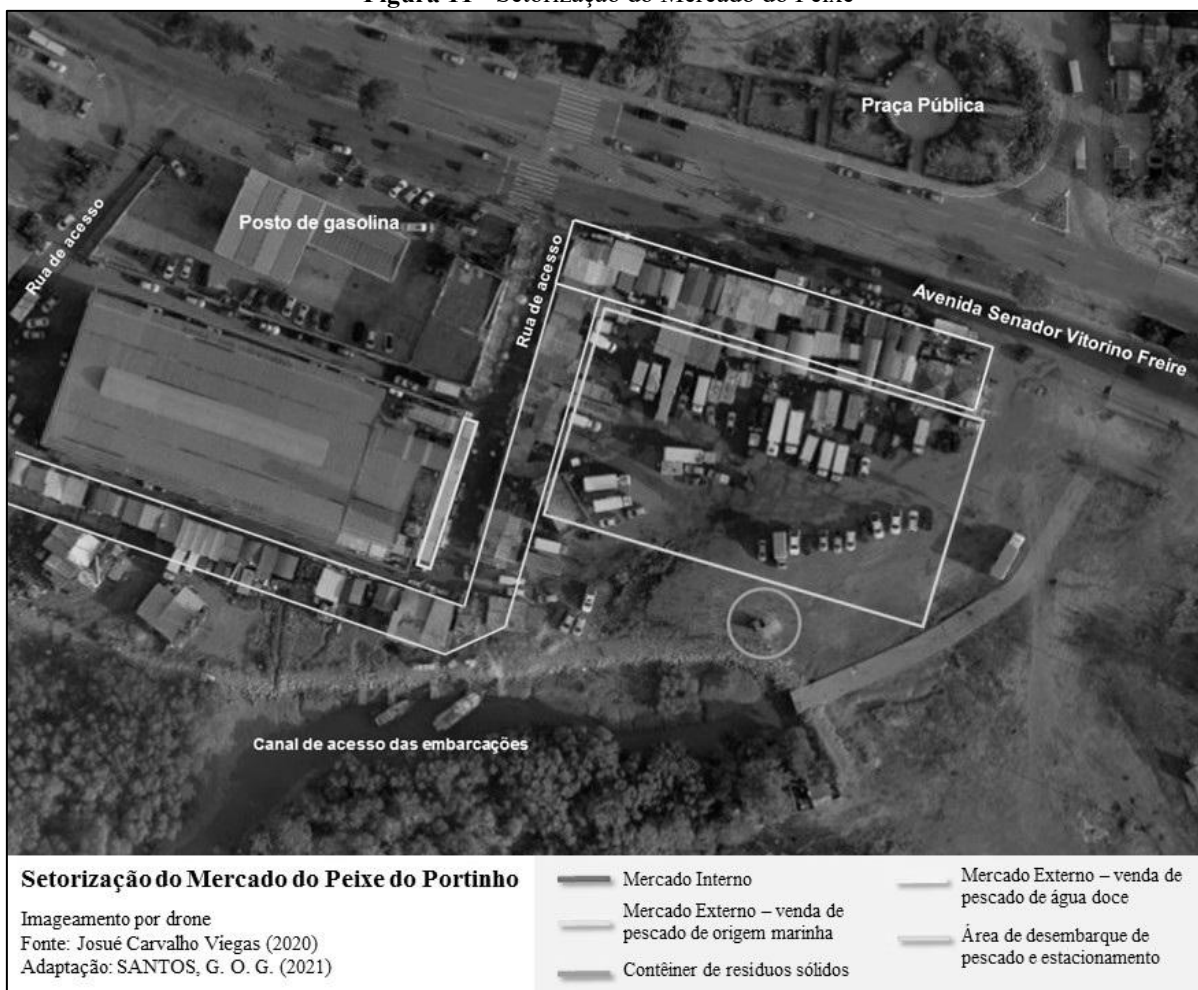 Figura 11 - Setorização do Mercado do Peixe
Praça Pública
Posto de gasolina
Rua de acesso
Rua de acesso
Avenida Senador Vitorino Freire
Canal de acesso das embarcações
Setorização do Mercado do Peixe do Portinho
Imageamento por drone
Fonte: Josué Carvalho Viegas (2020)
Adaptação: SANTOS, G. O. G. (2021)
Mercado Interno
Mercado Externo – venda de
pescado de origem marinha
Contêiner de resíduos sólidos
Mercado Externo – venda de
pescado de água doce
Área de desembarque de
pescado e estacionamento